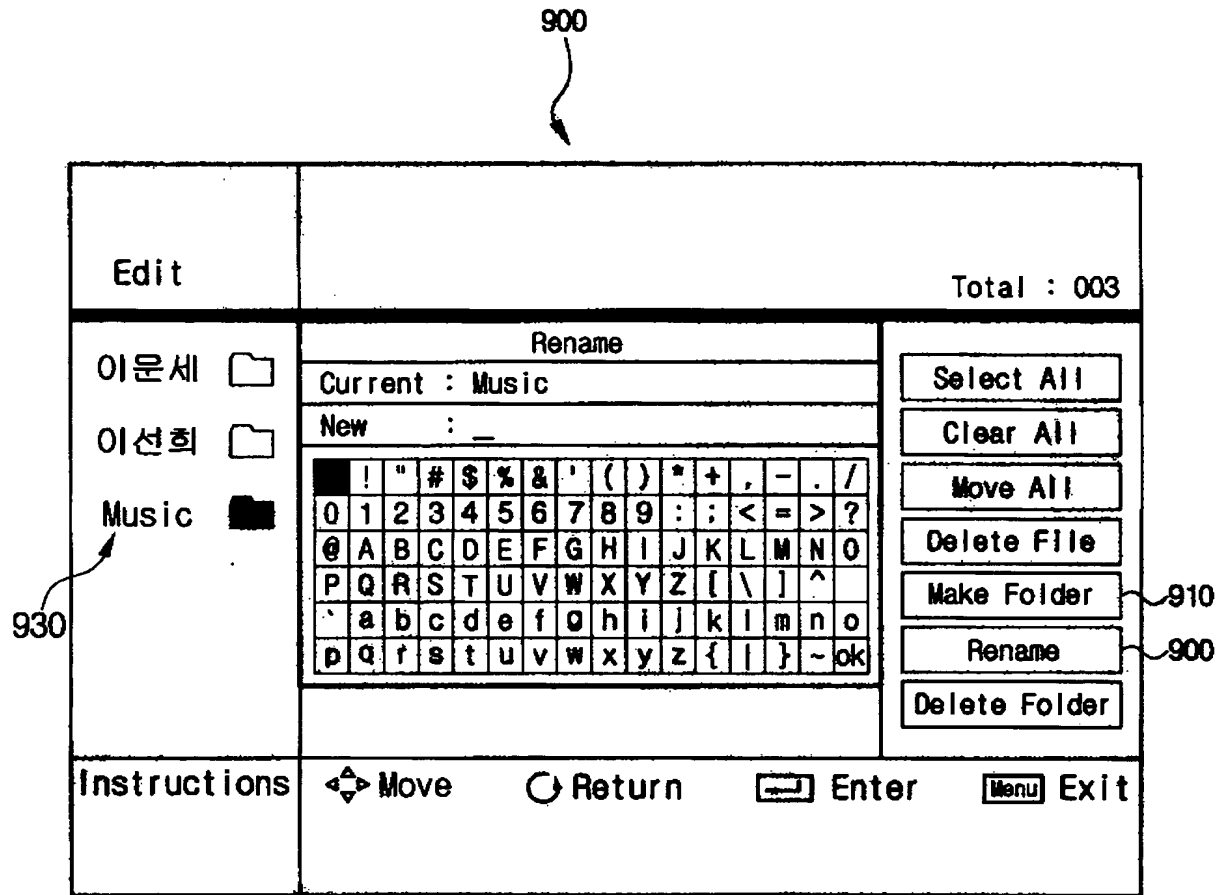 900
Edit
Total : 003
이운세
이선희
Music
930
Rename
Current : Music
New : _
! " # $ % & ' ( ) * + , - . /
0 1 2 3 4 5 6 7 8 9 : ; < = > ?
@ A B C D E F G H I J K L M N O
P Q R S T U V W X Y Z [ \ ] ^
` a b c d e f g h i j k l m n o
p q r s t u v w x y z { | } ~ ok
Select All
Clear All
Move All
Delete File
Make Folder 910
Rename 900
Delete Folder
Instructions Move Return Enter Menu Exit